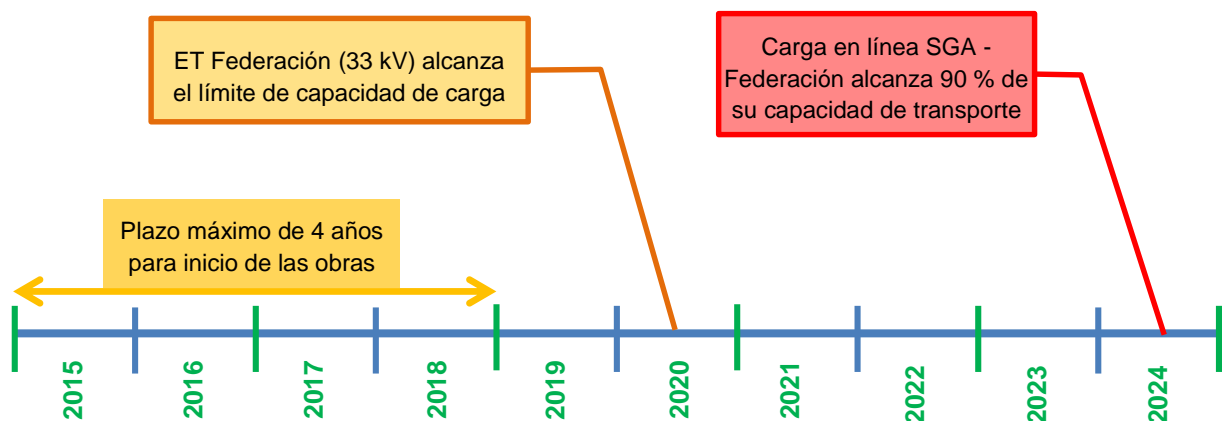 ET Federación (33 kV) alcanza
el límite de capacidad de carga
Carga en línea SGA -
Federación alcanza 90 % de
su capacidad de transporte
Plazo máximo de 4 años
para inicio de las obras
2015
2016
2017
2018
2019
2020
2021
2022
2023
2024